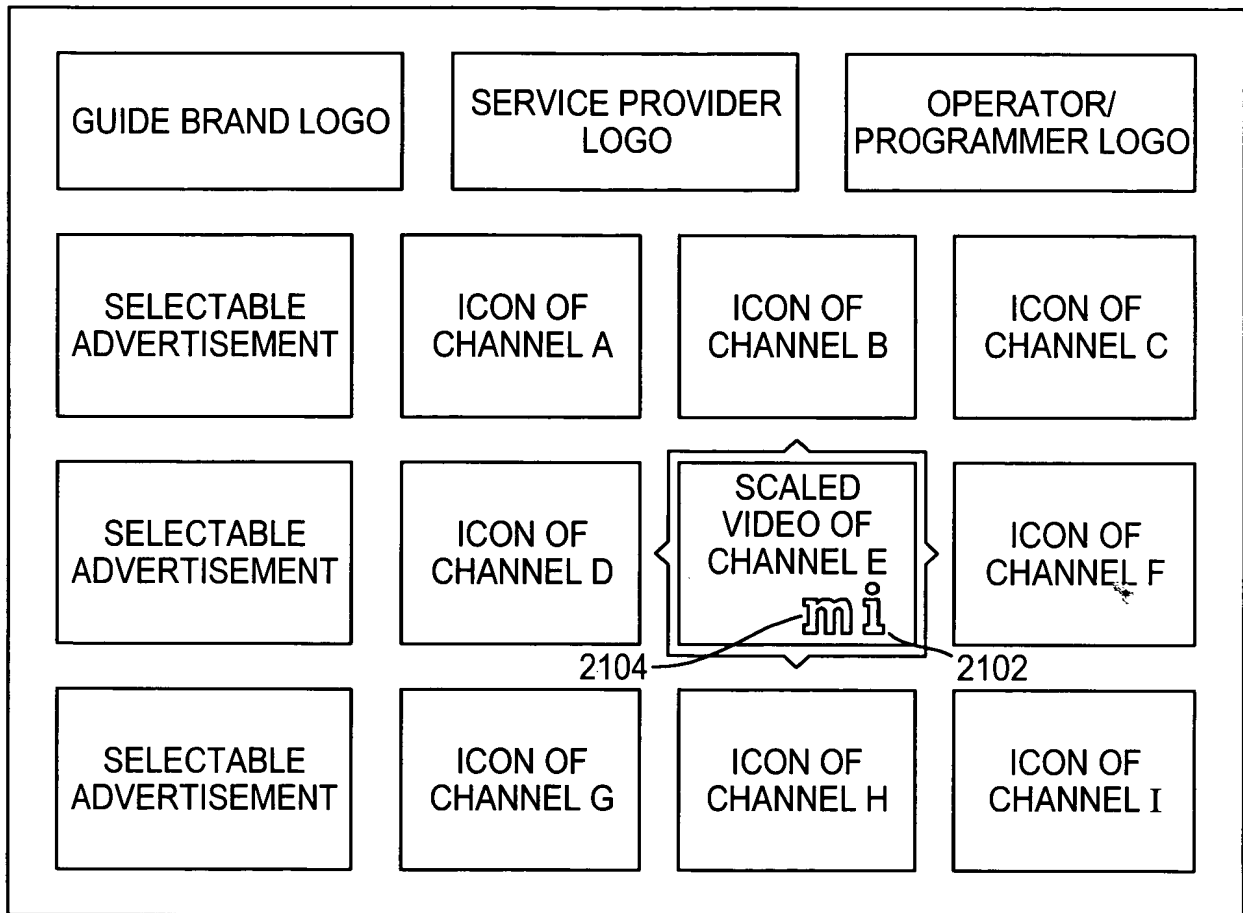 GUIDE BRAND LOGO
SERVICE PROVIDER
LOGO
OPERATOR/
PROGRAMMER LOGO
SELECTABLE
ADVERTISEMENT
ICON OF
CHANNEL A
ICON OF
CHANNEL B
ICON OF
CHANNEL C
SELECTABLE
ADVERTISEMENT
ICON OF
CHANNEL D
SCALED
VIDEO OF
CHANNEL E
m i
ICON OF
CHANNEL F
2104
2102
SELECTABLE
ADVERTISEMENT
ICON OF
CHANNEL G
ICON OF
CHANNEL H
ICON OF
CHANNEL I